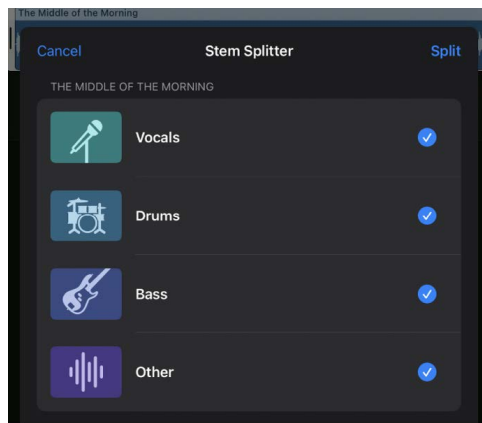 The Middle of the Morning
Cancel Stem Splitter Split
THE MIDDLE OF THE MORNING
Vocals
Drums
Bass
Other